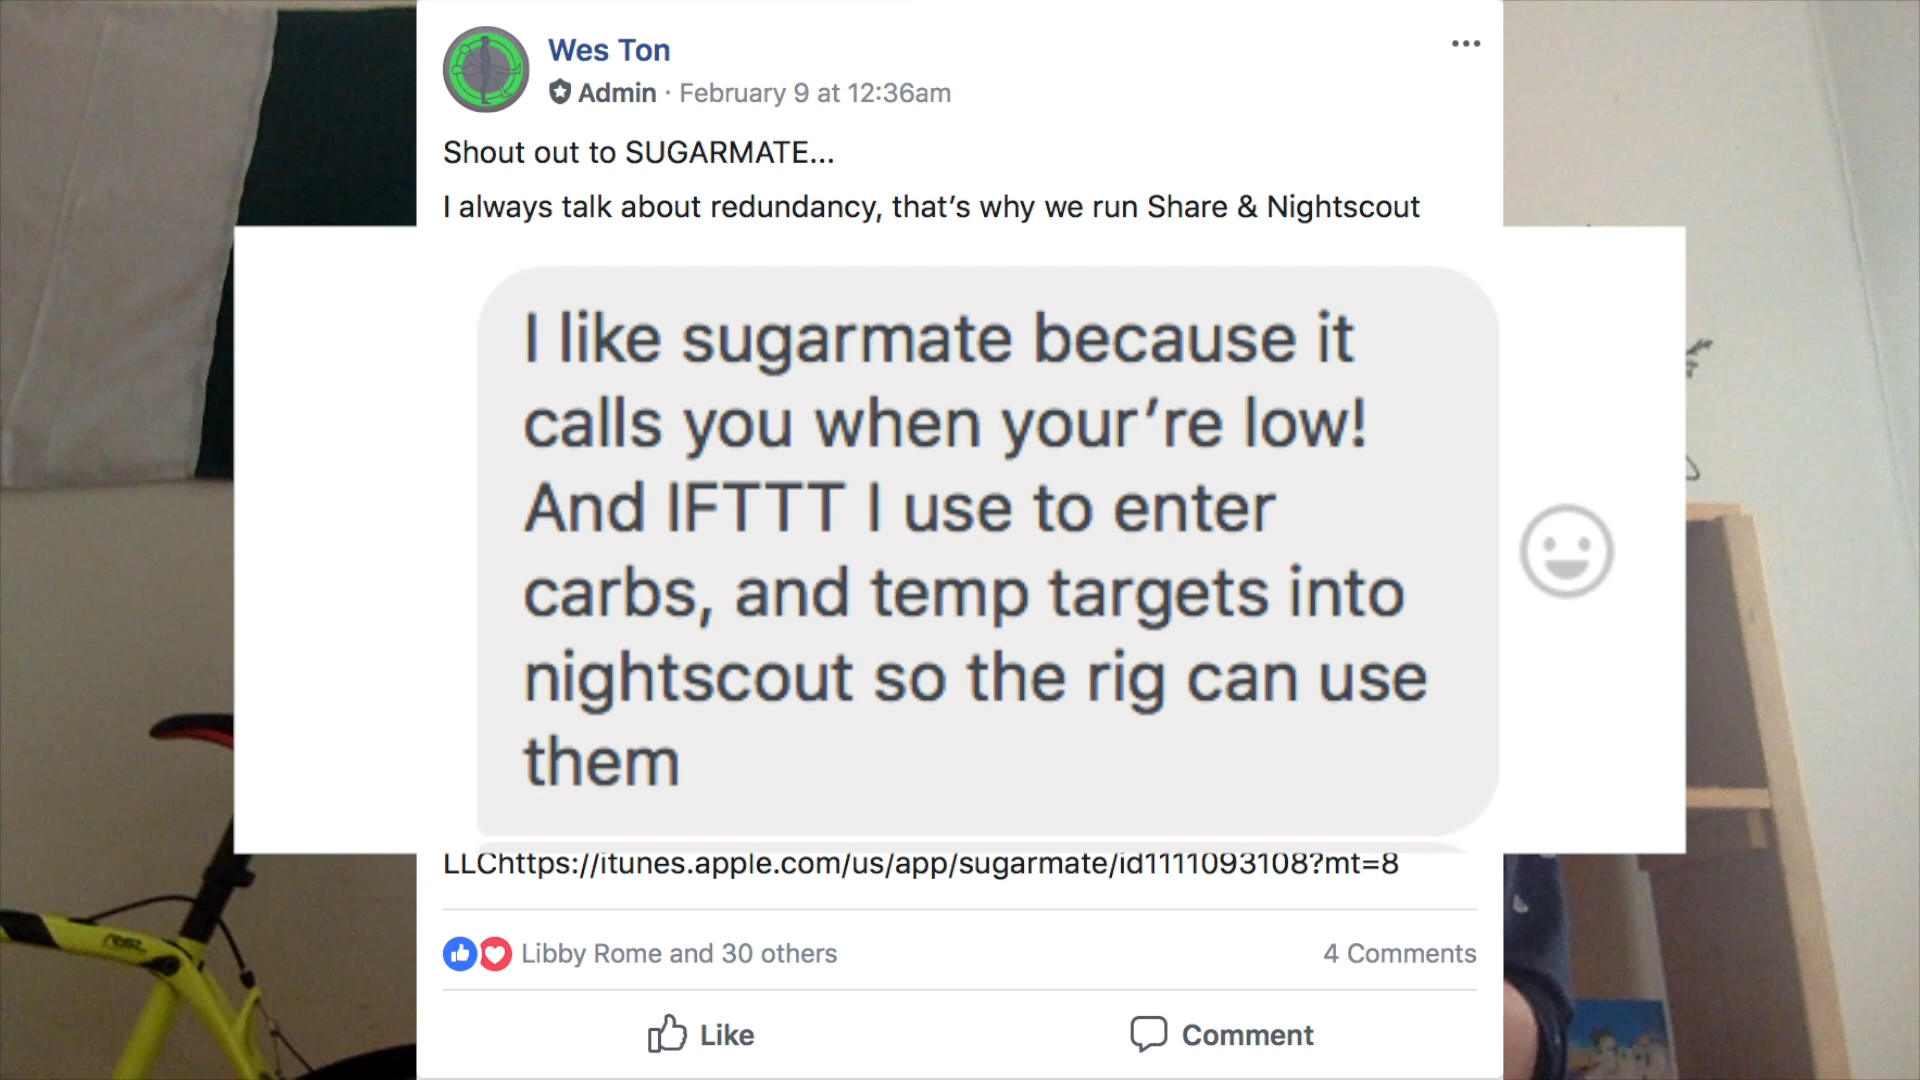 Wes Ton
Admin · February 9 at 12:36am
Shout out to SUGARMATE...
I always talk about redundancy, that's why we run Share & Nightscout
I like sugarmate because it
calls you when your're low!
And IFTTT I use to enter
carbs, and temp targets into
nightscout so the rig can use
them
LLChttps://itunes.apple.com/us/app/sugarmate/id1111093108?mt=8
Libby Rome and 30 others
4 Comments
Like
Comment